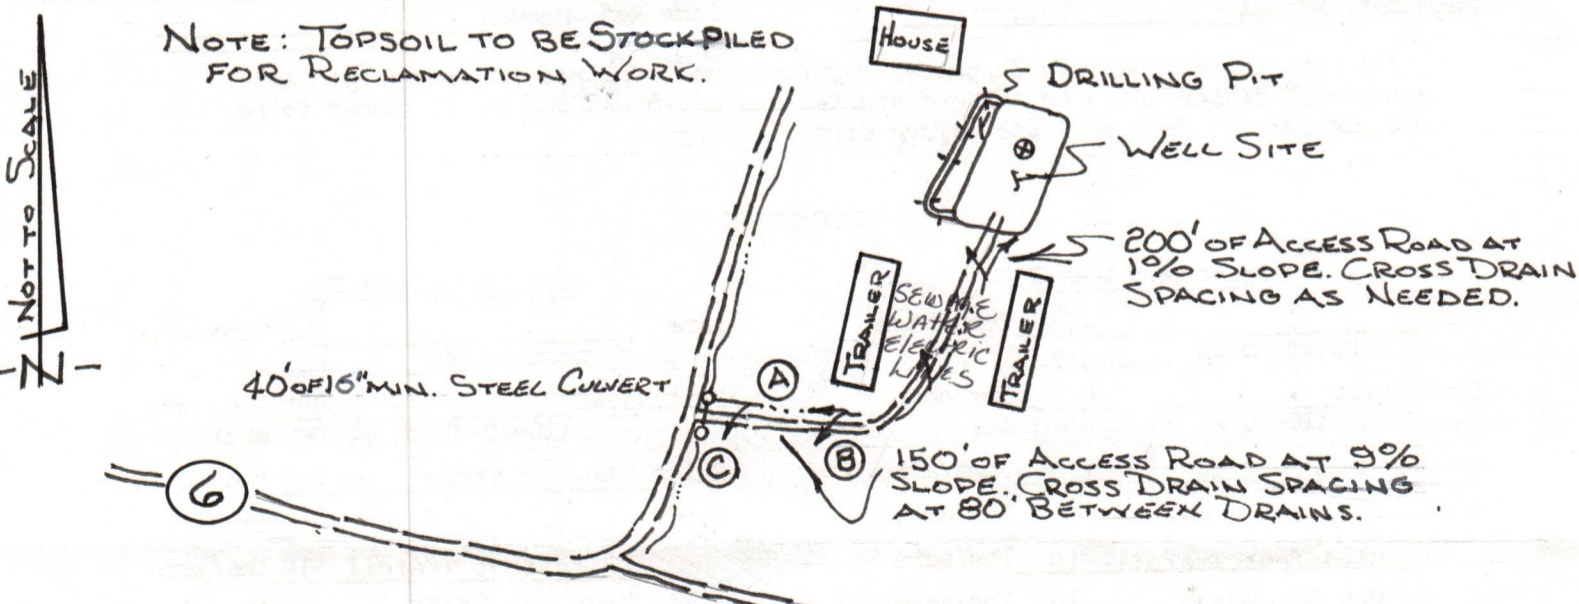 NOTE: TOPSOIL TO BE STOCKPILED
FOR RECLAMATION WORK.
HOUSE
DRILLING PIT
WELL SITE
NOT TO SCALE
N
200' OF ACCESS ROAD AT
1% SLOPE. CROSS DRAIN
SPACING AS NEEDED.
TRAILER
SEWAGE
WATER
ELECTRIC
LINES
TRAILER
40' OF 16" MIN. STEEL CULVERT
A
B
C
150' OF ACCESS ROAD AT 9%
SLOPE. CROSS DRAIN SPACING
AT 80' BETWEEN DRAINS.
6